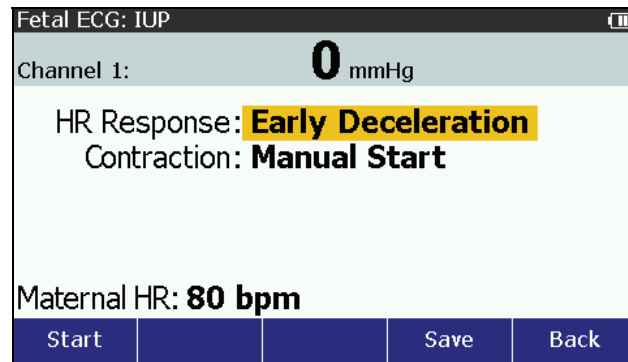 Fetal ECG: IUP
Channel 1: 0 mmHg
HR Response: Early Deceleration
Contraction: Manual Start
Maternal HR: 80 bpm
Start Save Back